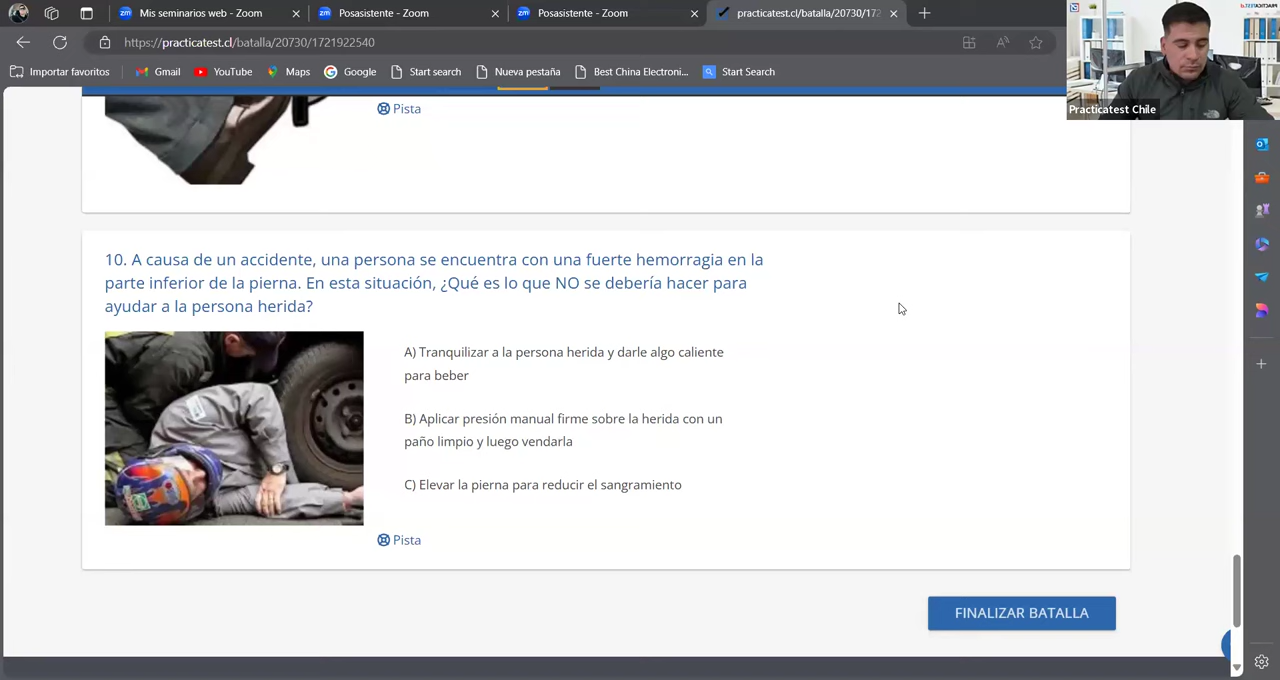 Mis seminarios web - Zoom
Posasistente - Zoom
Posasistente - Zoom
practicatest.cl/batalla/20730/172
https://practicatest.cl/batalla/20730/1721922540
Importar favoritos
Gmail
YouTube
Maps
Google
Start search
Nueva pestaña
Best China Electroni...
Start Search
Practicatest Chile
Pista
10. A causa de un accidente, una persona se encuentra con una fuerte hemorragia en la
parte inferior de la pierna. En esta situación, ¿Qué es lo que NO se debería hacer para
ayudar a la persona herida?
A) Tranquilizar a la persona herida y darle algo caliente
para beber
B) Aplicar presión manual firme sobre la herida con un
paño limpio y luego vendarla
C) Elevar la pierna para reducir el sangramiento
Pista
FINALIZAR BATALLA